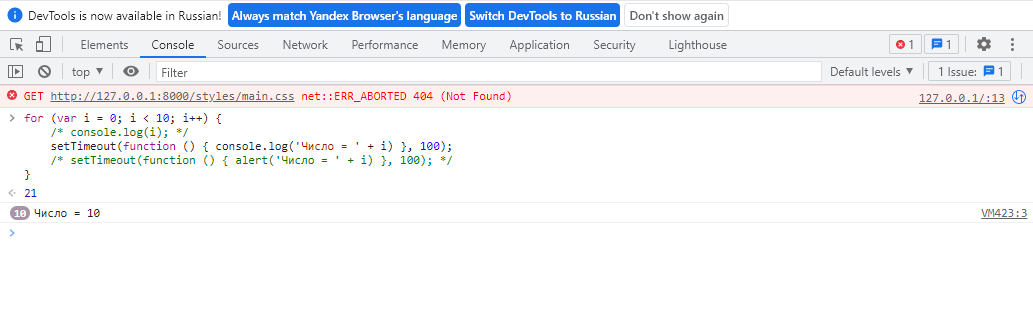 DevTools is now available in Russian! Always match Yandex Browser's language Switch DevTools to Russian Don't show again
Elements Console Sources Network Performance Memory Application Security Lighthouse 1 1
top ▼ Filter Default levels ▼ 1 Issue: 1
GET http://127.0.0.1:8000/styles/main.css net::ERR_ABORTED 404 (Not Found) 127.0.0.1/:13
for (var i = 0; i < 10; i++) {
/* console.log(i); */
setTimeout(function () { console.log('Число = ' + i) }, 100);
/* setTimeout(function () { alert('Число = ' + i) }, 100); */
}
21
10 Число = 10 VM423:3